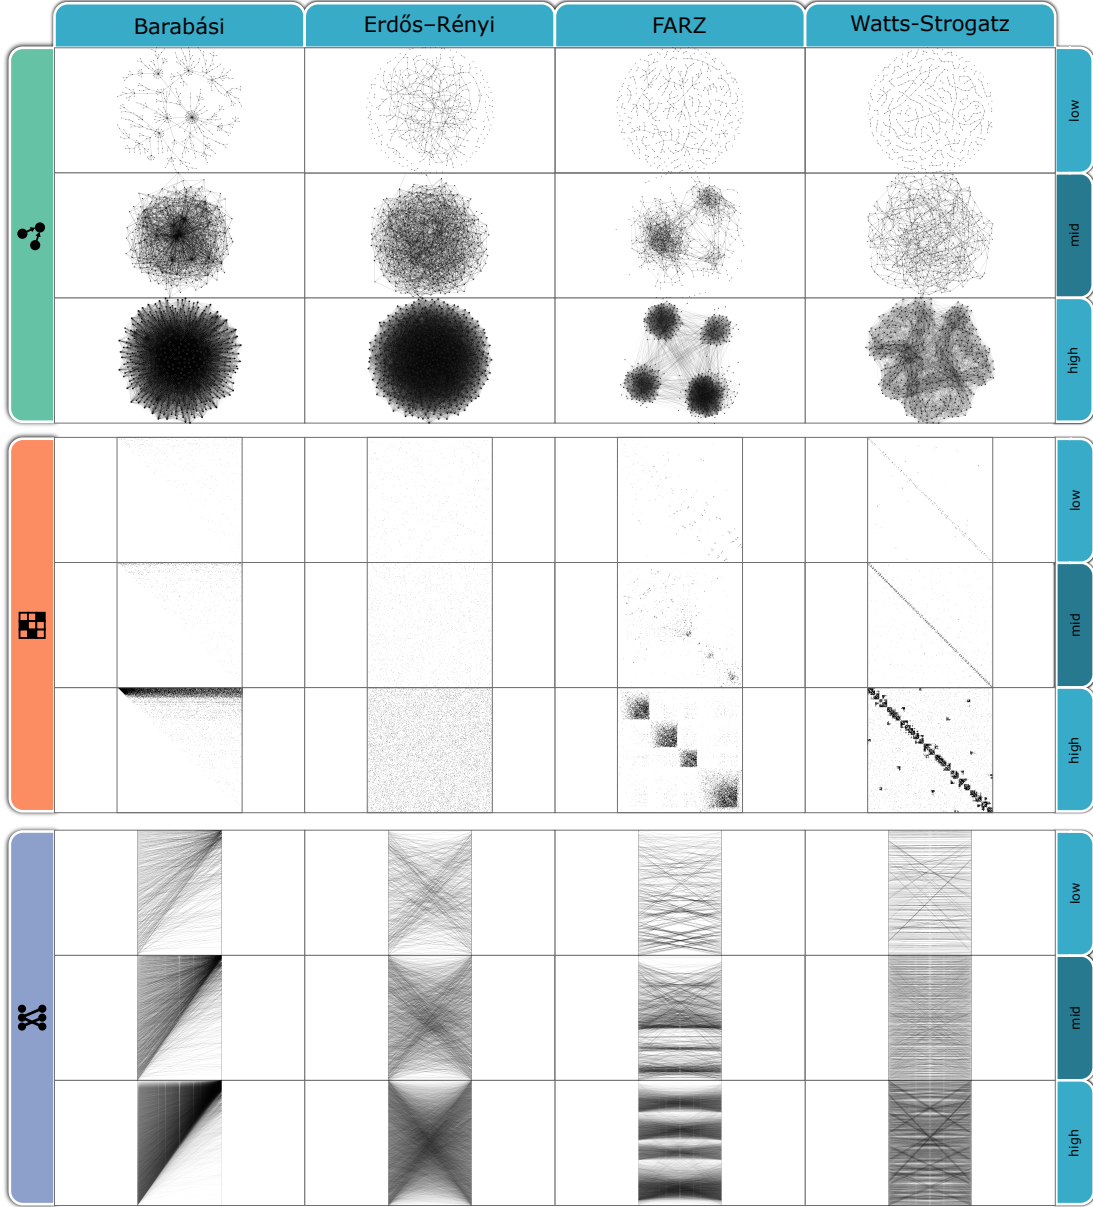 Barabási
Erdős–Rényi
FARZ
Watts-Strogatz
low
mid
high
low
mid
high
low
mid
high